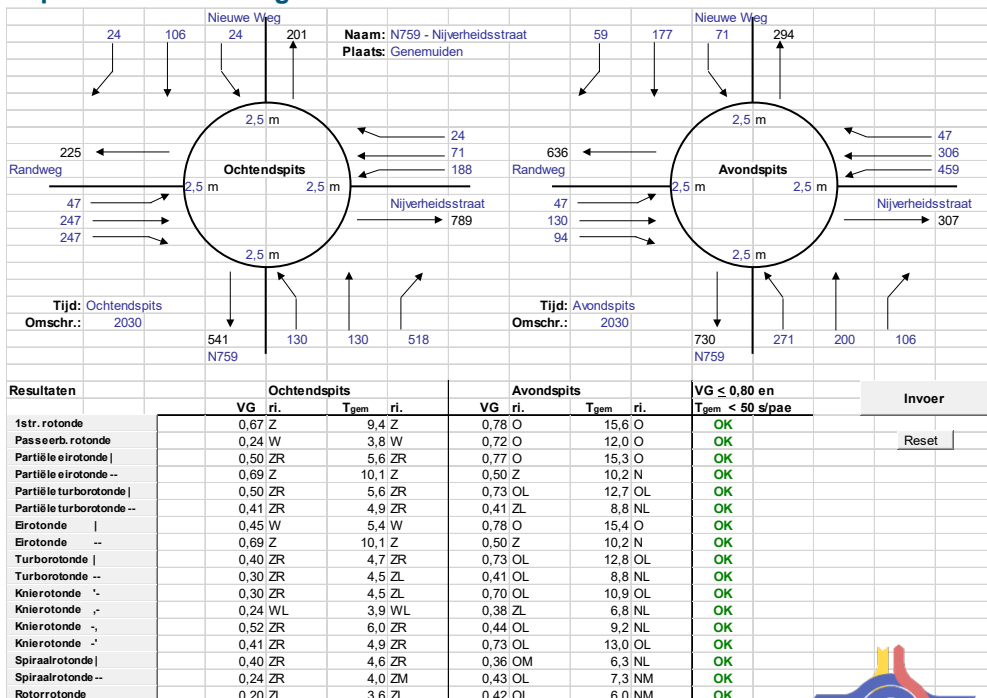 Nieuwe Weg Nieuwe Weg
24 106 24 201 Naam: N759 - Nijverheidsstraat 59 177 71 294
Plaats: Genemuiden
2,5 m 2,5 m
24 47
225 71 636 306
Randweg Ochtendspits 188 Randweg Avondspits 459
2,5 m 2,5 m 2,5 m 2,5 m
47 Nijverheidsstraat 47 Nijverheidsstraat
247 789 130 307
247 94
2,5 m 2,5 m
Tijd: Ochtendspits Tijd: Avondspits
Omschr.: 2030 Omschr.: 2030
541 130 130 518 730 271 200 106
N759 N759
Resultaten Ochtendspits Avondspits VG ≤ 0,80 en
Invoer
VG ri. Tgem ri. VG ri. Tgem ri. Tgem < 50 s/pae
1str. rotonde 0,67 Z 9,4 Z 0,78 O 15,6 O OK
Passeerb. rotonde 0,24 W 3,8 W 0,72 O 12,0 O OK Reset
Partiële eirotonde | 0,50 ZR 5,6 ZR 0,77 O 15,3 O OK
Partiële eirotonde -- 0,69 Z 10,1 Z 0,50 Z 10,2 N OK
Partiële turborotonde | 0,50 ZR 5,6 ZR 0,73 OL 12,7 OL OK
Partiële turborotonde -- 0,41 ZR 4,9 ZR 0,41 ZL 8,8 NL OK
Eirotonde | 0,45 W 5,4 W 0,78 O 15,4 O OK
Eirotonde -- 0,69 Z 10,1 Z 0,50 Z 10,2 N OK
Turborotonde | 0,40 ZR 4,7 ZR 0,73 OL 12,8 OL OK
Turborotonde -- 0,30 ZR 4,5 ZL 0,41 OL 8,8 NL OK
Knierotonde '- 0,30 ZR 4,5 ZL 0,70 OL 10,9 OL OK
Knierotonde ,- 0,24 WL 3,9 WL 0,38 ZL 6,8 NL OK
Knierotonde -, 0,52 ZR 6,0 ZR 0,44 OL 9,2 NL OK
Knierotonde -' 0,41 ZR 4,9 ZR 0,73 OL 13,0 OL OK
Spiraalrotonde | 0,40 ZR 4,6 ZR 0,36 OM 6,3 NL OK
Spiraalrotonde -- 0,24 ZR 4,0 ZM 0,43 OL 7,3 NM OK
Rotorrotonde 0,20 ZL 3,6 ZL 0,42 OL 6,0 NM OK